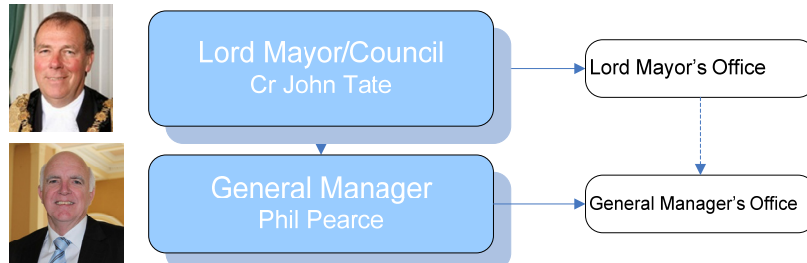 Lord Mayor/Council
Cr John Tate
Lord Mayor's Office
General Manager
Phil Pearce
General Manager's Office